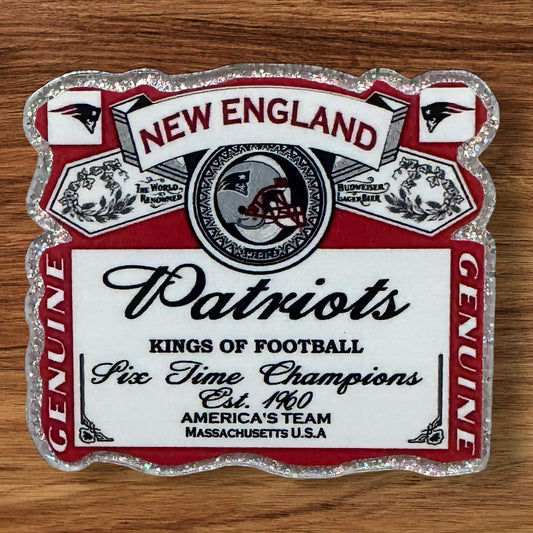 NEW ENGLAND
THE WORLD
RENOWNED
BUDWEISER
LAGER BEER
GENUINE
GENUINE
Patriots
KINGS OF FOOTBALL
Six Time Champions
Est. 1960
AMERICA'S TEAM
MASSACHUSETTS U.S.A